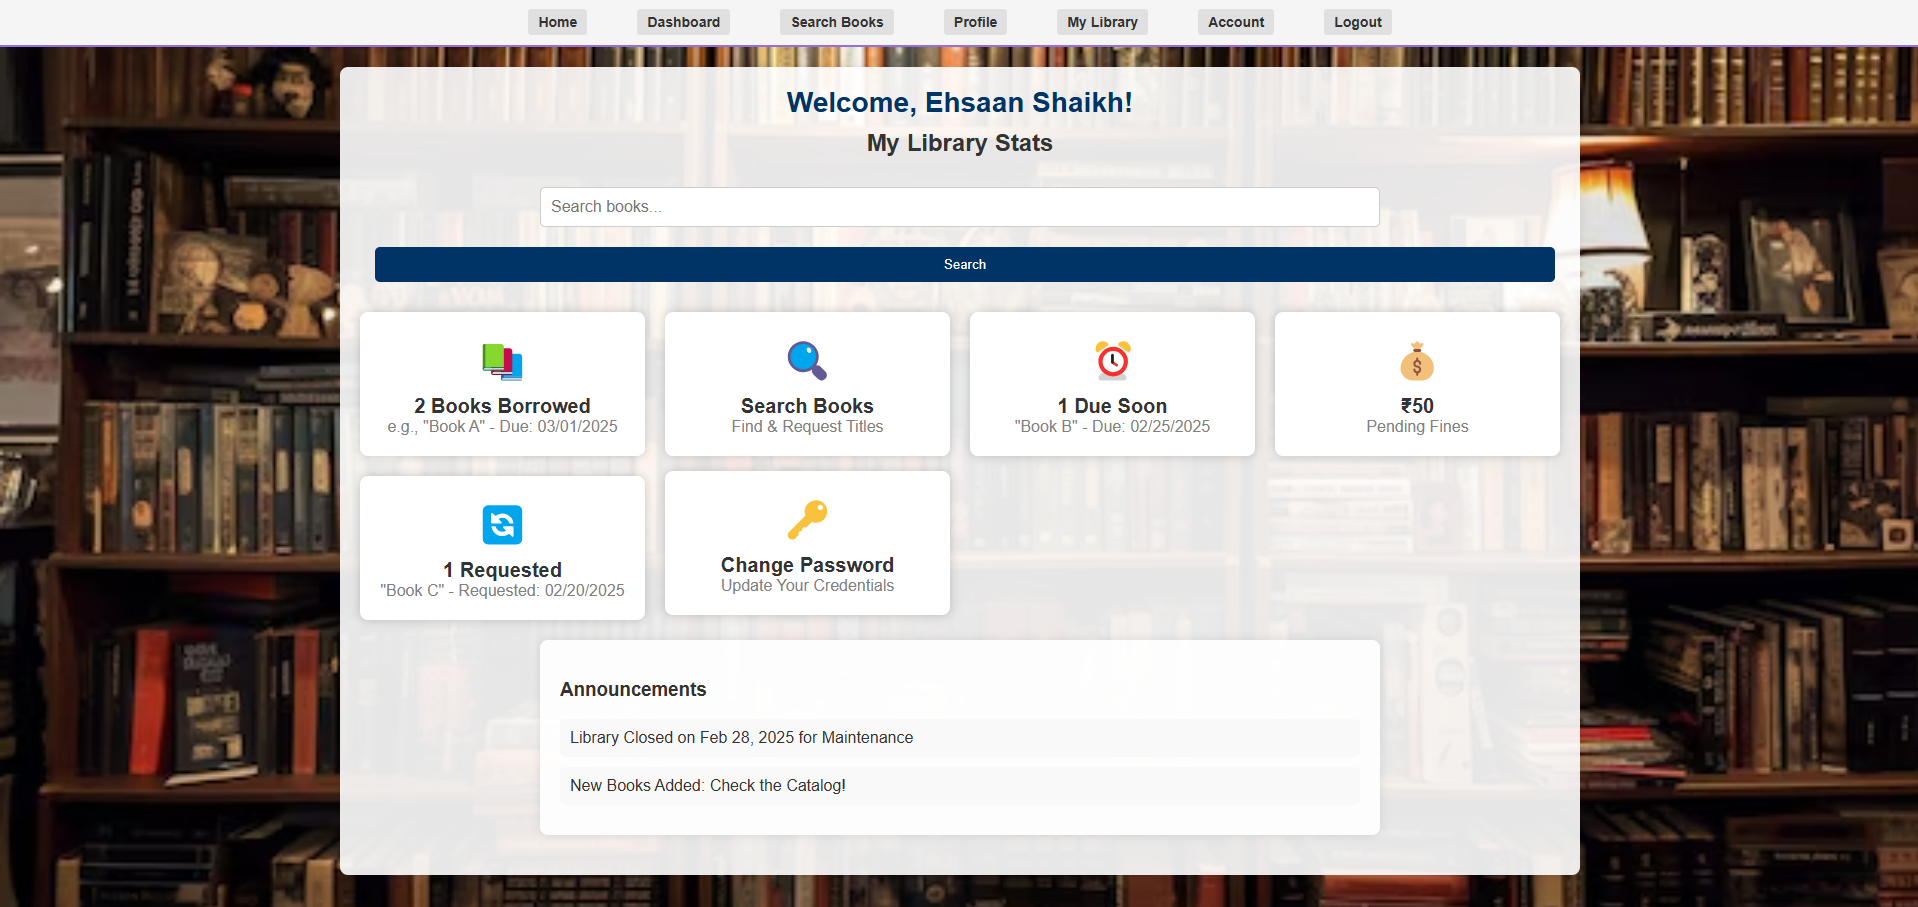 Home
Dashboard
Search Books
Profile
My Library
Account
Logout
Welcome, Ehsaan Shaikh!
My Library Stats
Search books...
Search
2 Books Borrowed
e.g., "Book A" - Due: 03/01/2025
Search Books
Find & Request Titles
1 Due Soon
"Book B" - Due: 02/25/2025
₹50
Pending Fines
1 Requested
"Book C" - Requested: 02/20/2025
Change Password
Update Your Credentials
Announcements
Library Closed on Feb 28, 2025 for Maintenance
New Books Added: Check the Catalog!